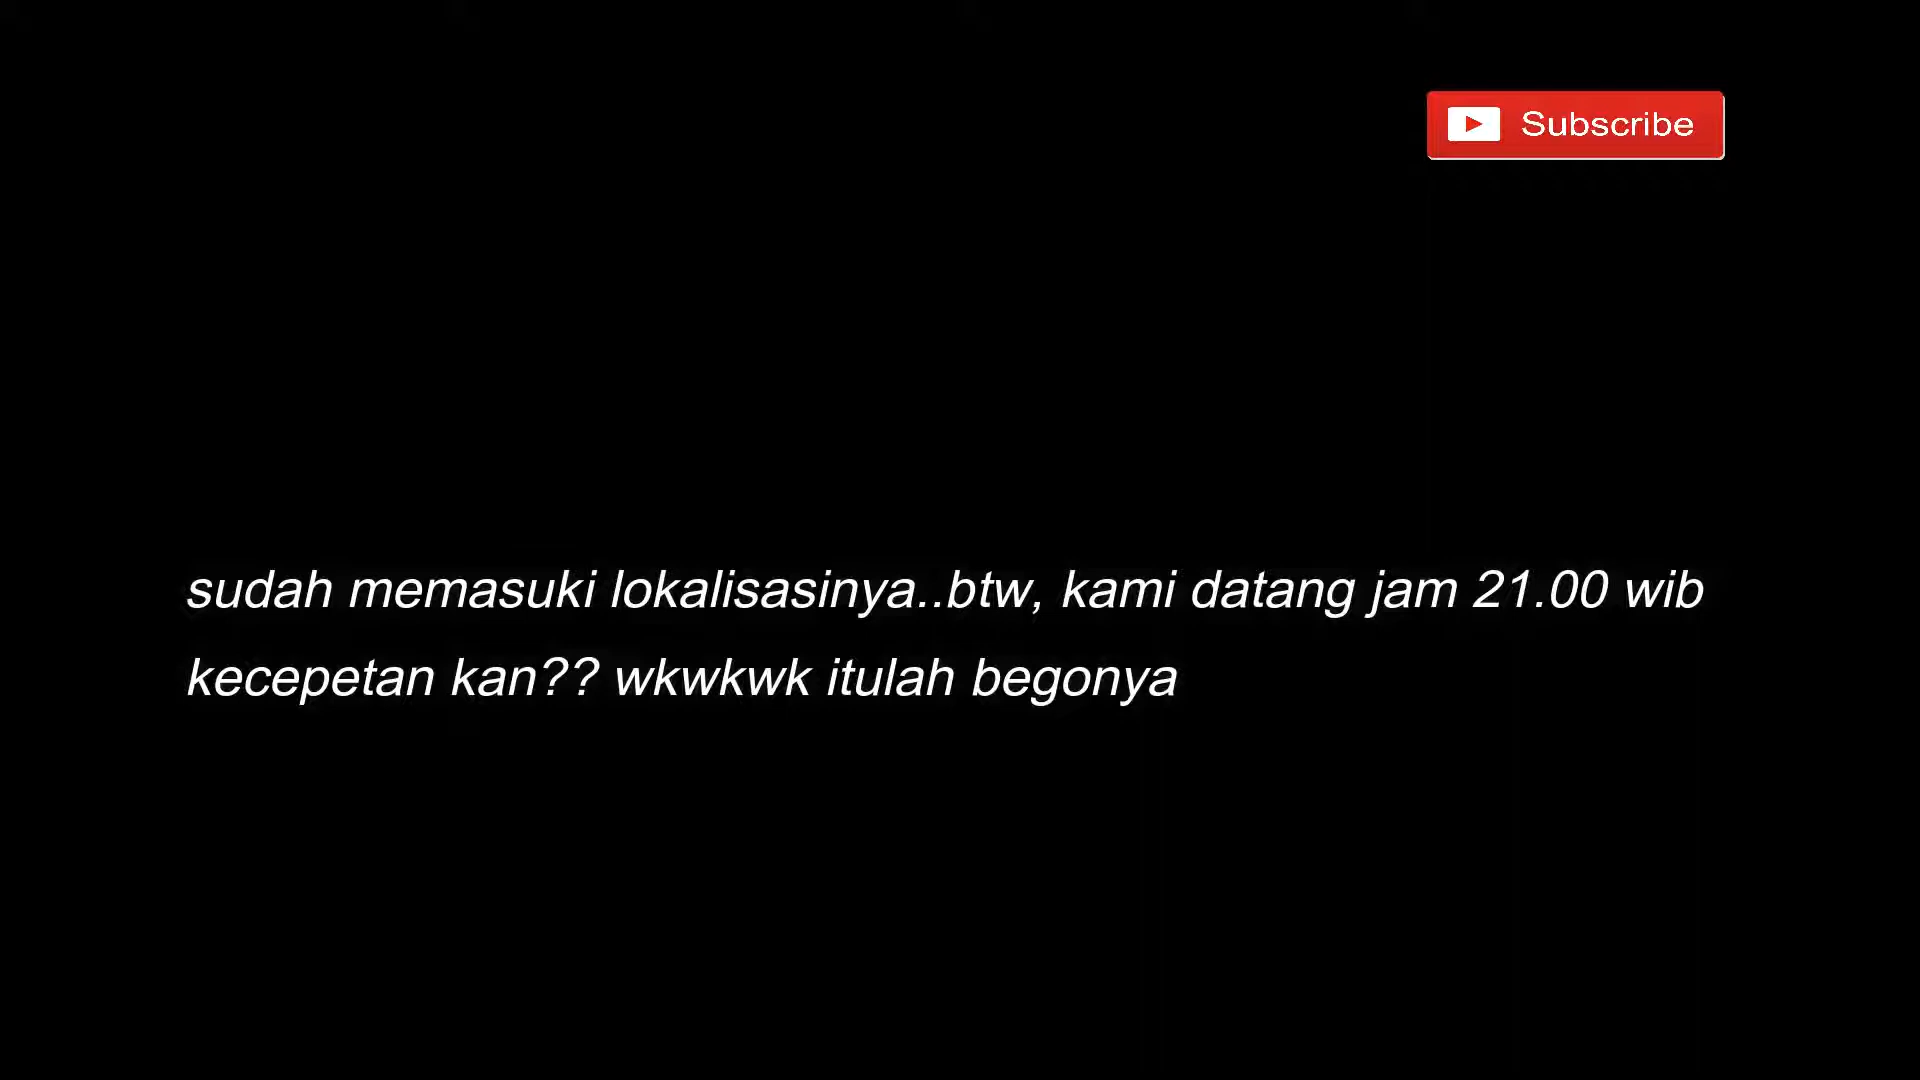 Subscribe
sudah memasuki lokalisasinya..btw, kami datang jam 21.00 wib
kecepetan kan?? wkwkwk itulah begonya